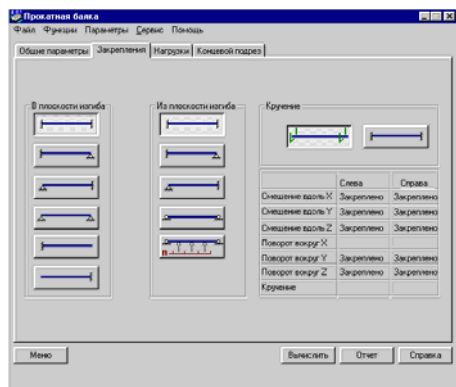 Прокатная балка
Файл Функции Параметры Сервис Помощь
Общие параметры Закрепления Нагрузки Концевой подрез
В плоскости изгиба
Из плоскости изгиба
Кручение
Слева Справа
Смещение вдоль X Закреплено Закреплено
Смещение вдоль Y Закреплено Закреплено
Смещение вдоль Z Закреплено Закреплено
Поворот вокруг X
Поворот вокруг Y Закреплено Закреплено
Поворот вокруг Z Закреплено Закреплено
Кручение
Меню Вычислить Отчет Справка